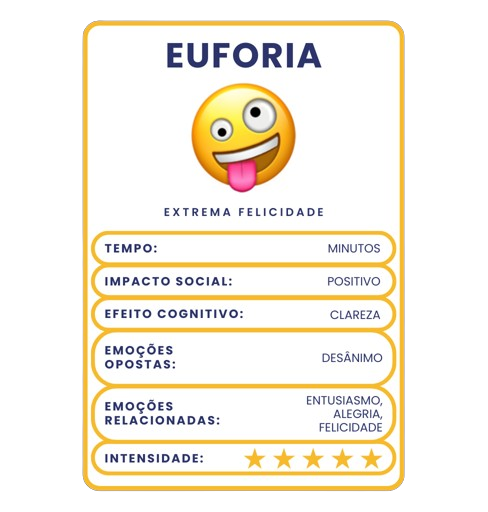 EUFORIA
EXTREMA FELICIDADE
TEMPO: MINUTOS
IMPACTO SOCIAL: POSITIVO
EFEITO COGNITIVO: CLAREZA
EMOÇÕES
OPOSTAS:
DESÂNIMO
EMOÇÕES
RELACIONADAS:
ENTUSIASMO,
ALEGRIA,
FELICIDADE
INTENSIDADE: